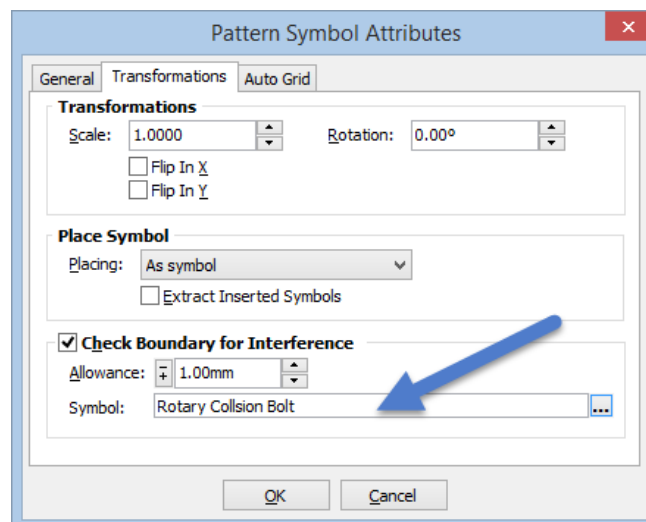 Pattern Symbol Attributes
General Transformations Auto Grid
Transformations
Scale: 1.0000 Rotation: 0.00º
Flip In X
Flip In Y
Place Symbol
Placing: As symbol
Extract Inserted Symbols
Check Boundary for Interference
Allowance: 1.00mm
Symbol: Rotary Collsion Bolt ...
OK Cancel